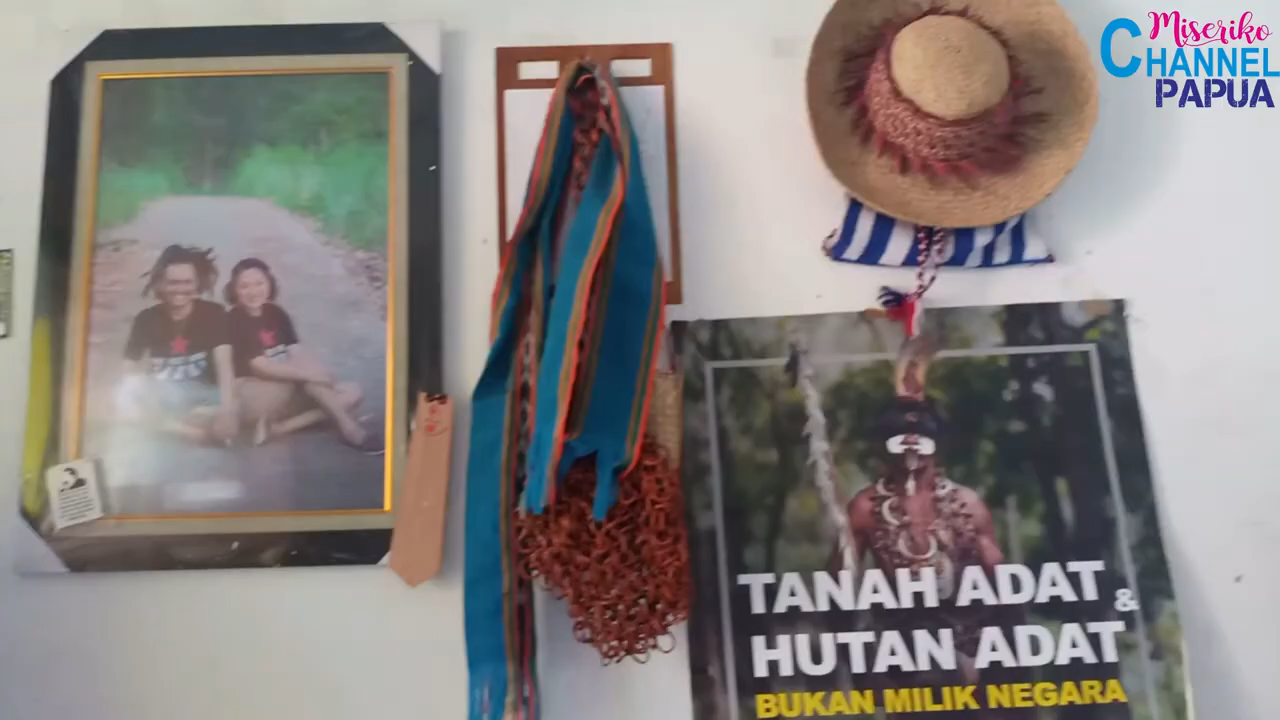 Miseriko
CHANNEL
PAPUA
TANAH ADAT &
HUTAN ADAT
BUKAN MILIK NEGARA